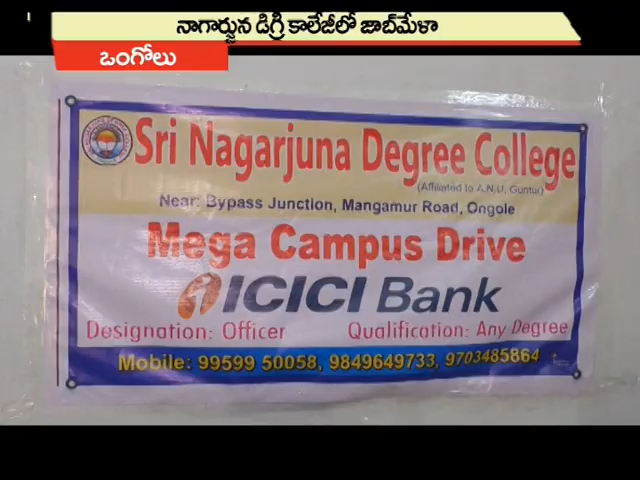 నాగార్జున డిగ్రీ కాలేజీలో జాబ్‌మేళా
ఒంగోలు
Sri Nagarjuna Degree College
(Affiliated to A.N.U, Guntur)
Near: Bypass Junction, Mangamur Road, Ongole
Mega Campus Drive
ICICI Bank
Designation: Officer Qualification: Any Degree
Mobile: 99599 50058, 9849649733, 9703485864